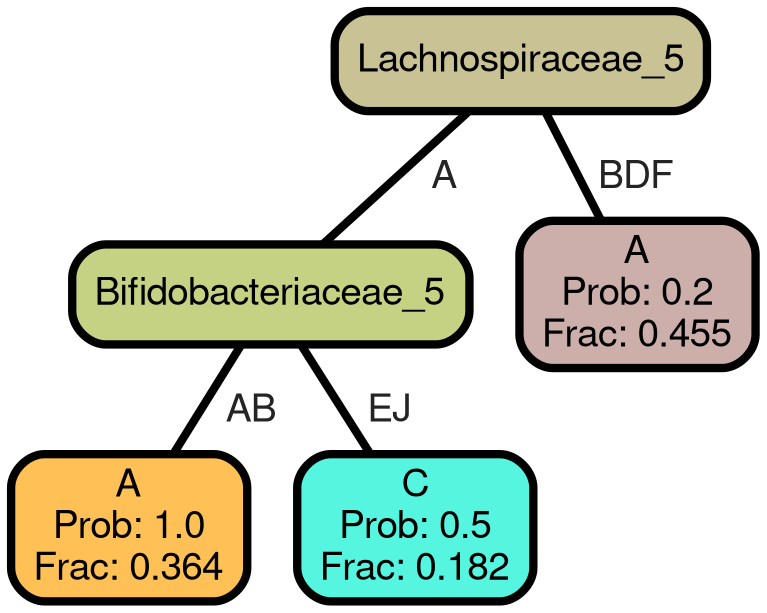 Lachnospiraceae_5
A
BDF
Bifidobacteriaceae_5
A
Prob: 0.2
Frac: 0.455
AB
EJ
A
Prob: 1.0
Frac: 0.364
C
Prob: 0.5
Frac: 0.182